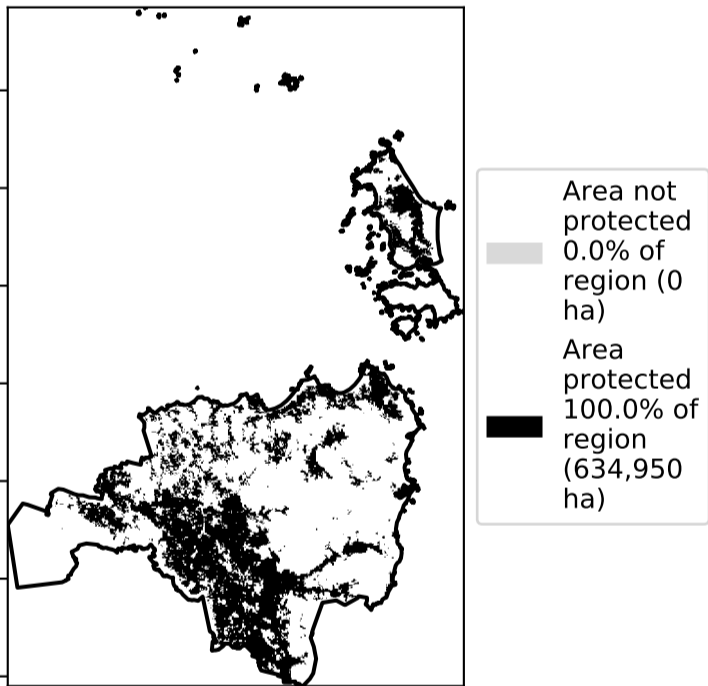 Area not
protected
0.0% of
region (0
ha)
Area
protected
100.0% of
region
(634,950
ha)